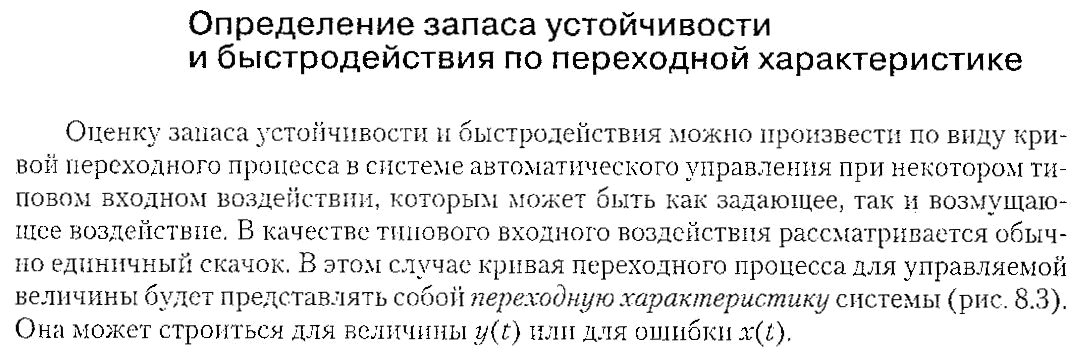 Определение запаса устойчивости
и быстродействия по переходной характеристике
Оценку запаса устойчивости и быстродействия можно произвести по виду кри-
вой переходного процесса в системе автоматического управления при некотором ти-
повом входном воздействии, которым может быть как задающее, так и возмущаю-
щее воздействие. В качестве типового входного воздействия рассматривается обыч-
но единичный скачок. В этом случае кривая переходного процесса для управляемой
величины будет представлять собой переходную характеристику системы (рис. 8.3).
Она может строиться для величины y(t) или для ошибки x(t).